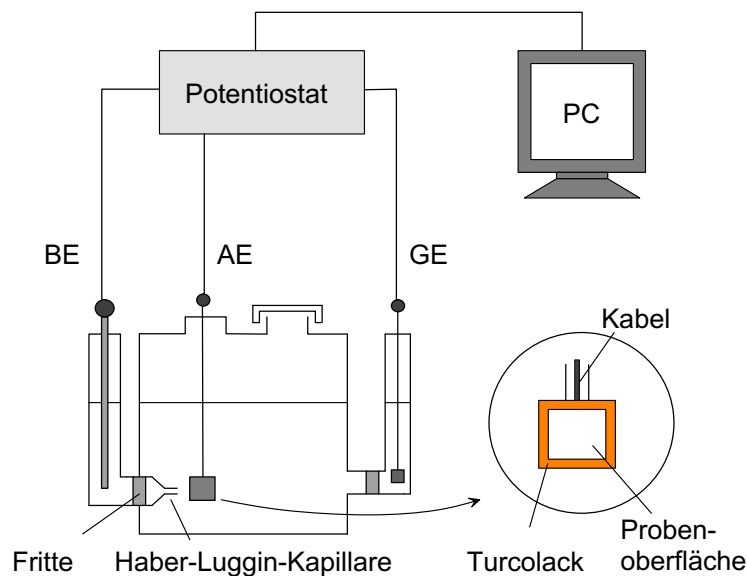 Potentiostat
PC
BE
AE
GE
Kabel
Fritte
Haber-Luggin-Kapillare
Turcolack
Proben-
oberfläche